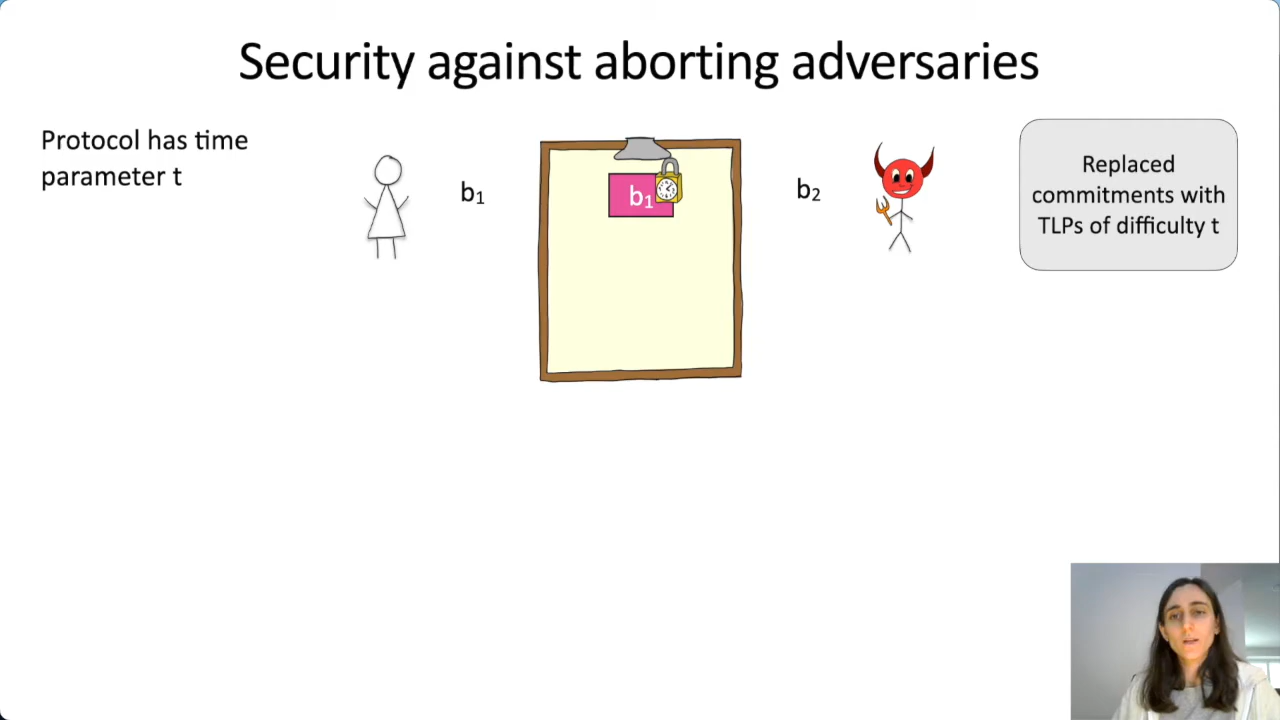 Security against aborting adversaries
Protocol has time
parameter t
b₁
b₁
b₂
Replaced
commitments with
TLPs of difficulty t